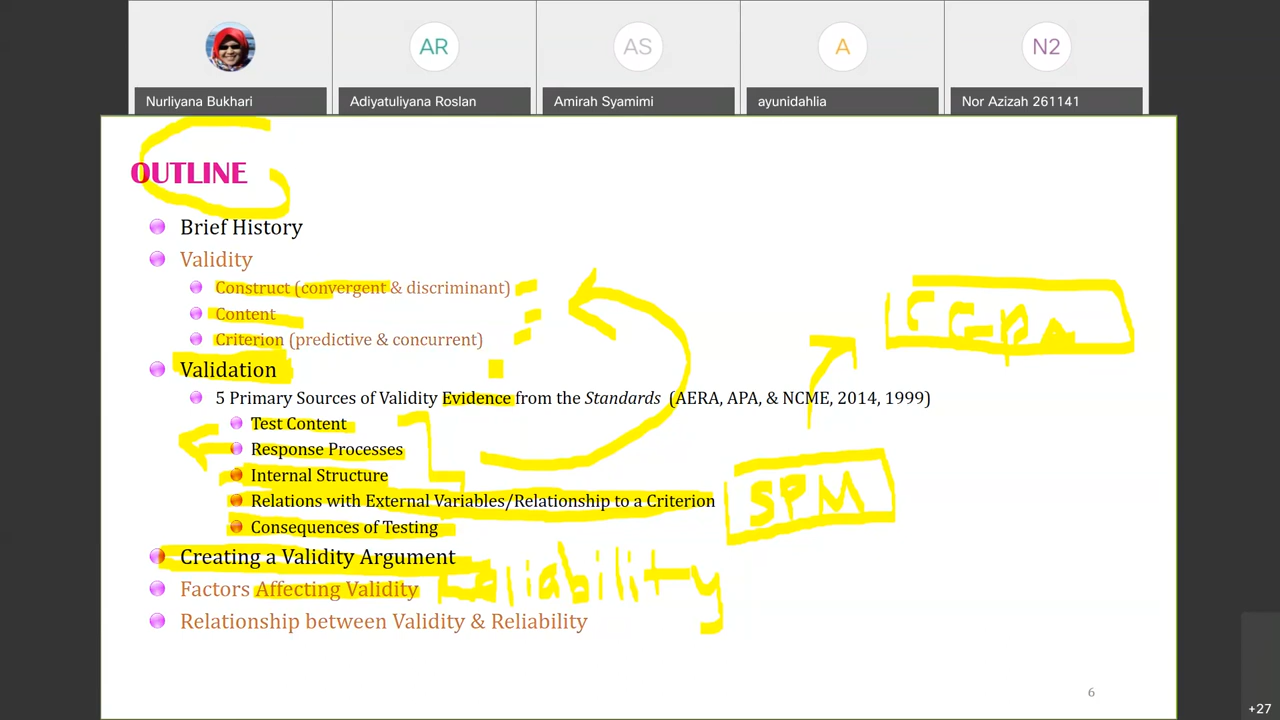 AR
AS
A
N2
Nurliyana Bukhari
Adiyatuliyana Roslan
Amirah Syamimi
ayunidahlia
Nor Azizah 261141
OUTLINE
Brief History
Validity
Construct (convergent & discriminant)
Content
Criterion (predictive & concurrent)
CGPA
Validation
5 Primary Sources of Validity Evidence from the Standards (AERA, APA, & NCME, 2014, 1999)
Test Content
Response Processes
Internal Structure
Relations with External Variables/Relationship to a Criterion
SPM
Consequences of Testing
Creating a Validity Argument
Factors Affecting Validity
Relationship between Validity & Reliability
6
+27